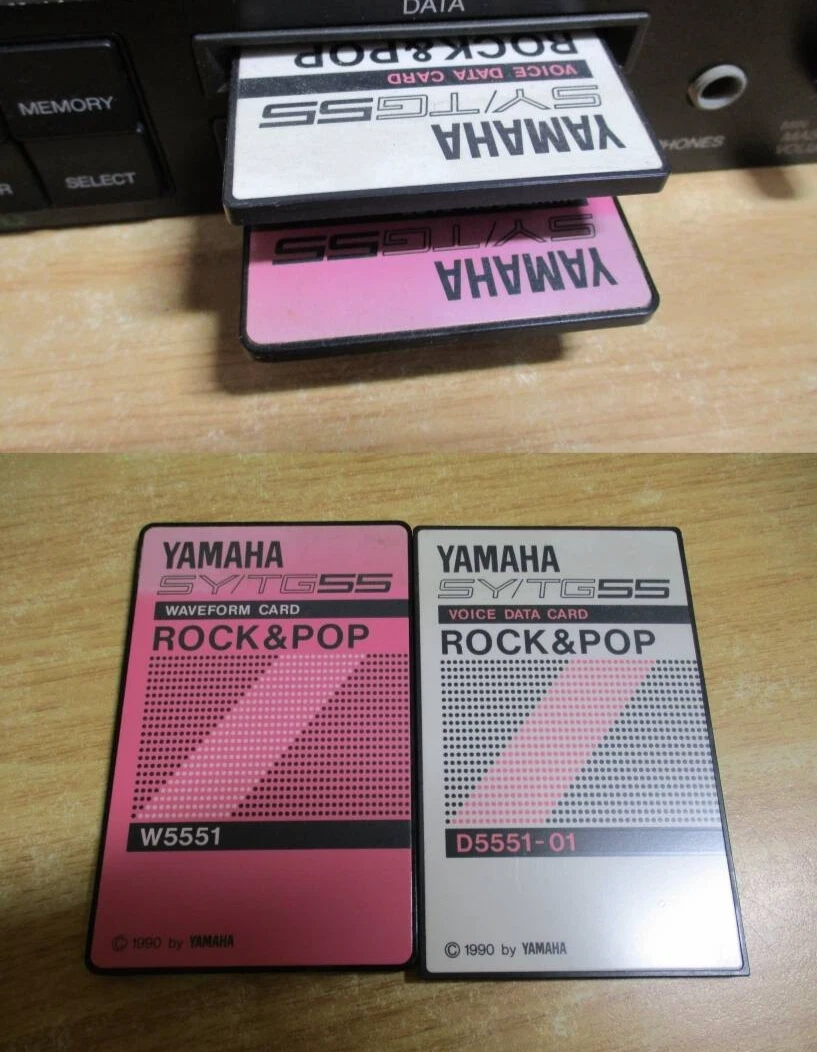 DATA
MEMORY
SELECT
R
PHONES
VOLUME
ROCK&POP
VOICE DATA CARD
SY/TG55
YAMAHA
SY/TG55
YAMAHA
YAMAHA
SY/TG55
WAVEFORM CARD
ROCK&POP
W5551
© 1990 by YAMAHA
YAMAHA
SY/TG55
VOICE DATA CARD
ROCK&POP
D5551-01
© 1990 by YAMAHA